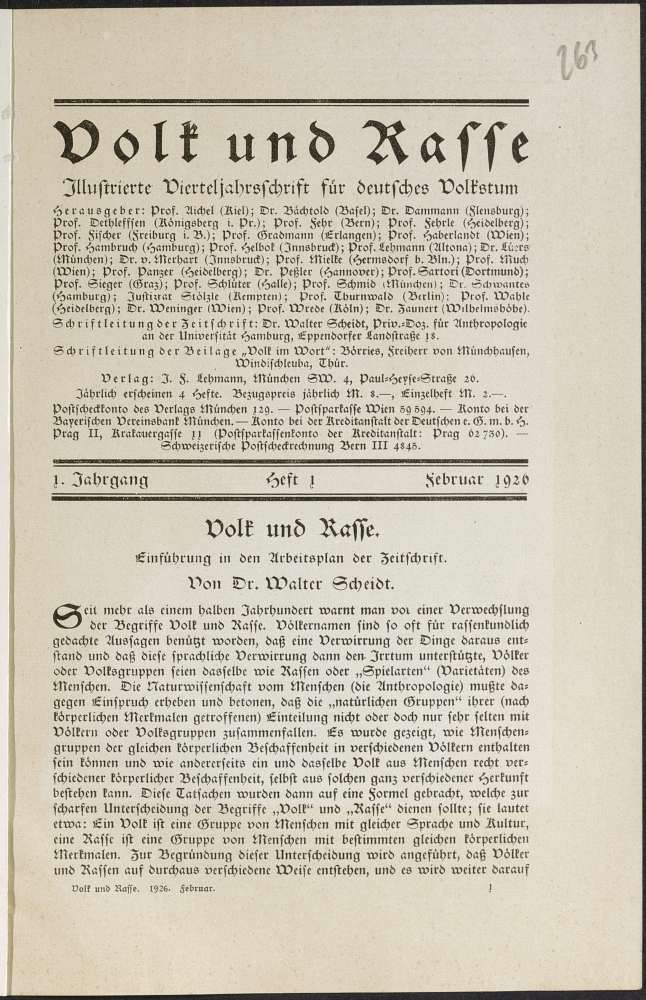 263
Volk und Rasse
Illustrierte Vierteljahrsschrift für deutsches Volkstum
Herausgeber: Prof. Aichel (Kiel); Dr. Bächtold (Basel); Dr. Dammann (Flensburg);
Prof. Dethleffsen (Königsberg i. Pr.); Prof. Fehr (Bern); Prof. Fehrle (Heidelberg);
Prof. Fischer (Freiburg i. B.); Prof. Gradmann (Erlangen); Prof. Haberlandt (Wien);
Prof. Hambruch (Hamburg); Prof. Helbok (Innsbruck); Prof. Lehmann (Altona); Dr. Lüers
(München); Dr. v. Merhart (Innsbruck); Prof. Mielke (Hermsdorf b. Bln.); Prof. Much
(Wien); Prof. Panzer (Heidelberg); Dr. Peßler (Hannover); Prof. Sartori (Dortmund);
Prof. Sieger (Graz); Prof. Schlüter (Halle); Prof. Schmid (München); Dr. Schwantes
(Hamburg); Justizrat Stölzle (Kempten); Prof. Thurnwald (Berlin); Prof. Wahle
(Heidelberg); Dr. Weninger (Wien); Prof. Wrede (Köln); Dr. Zaunert (Wilhelmshöhe).
Schriftleitung der Zeitschrift: Dr. Walter Scheidt, Priv.-Doz. für Anthropologie
an der Universität Hamburg, Eppendorfer Landstraße 18.
Schriftleitung der Beilage „Volk im Wort“: Börries, Freiherr von Münchhausen,
Windischleuba, Thür.
Verlag: J. F. Lehmann, München SW. 4, Paul-Heyse-Straße 26.
Jährlich erscheinen 4 Hefte. Bezugspreis jährlich M. 8.—, Einzelheft M. 2.—.
Postscheckkonto des Verlags München 129. — Postsparkasse Wien 59 594. — Konto bei der
Bayerischen Vereinsbank München. — Konto bei der Kreditanstalt der Deutschen e. G. m. b. H.
Prag II, Krakauergasse 11 (Postsparkassenkonto der Kreditanstalt: Prag 62 730). —
Schweizerische Postscheckrechnung Bern III 4845.
1. Jahrgang Heft 1 Februar 1926
Volk und Rasse.
Einführung in den Arbeitsplan der Zeitschrift.
Von Dr. Walter Scheidt.
Seit mehr als einem halben Jahrhundert warnt man vor einer Verwechslung
der Begriffe Volk und Rasse. Völkernamen sind so oft für rassenkundlich
gedachte Aussagen benützt worden, daß eine Verwirrung der Dinge daraus ent-
stand und daß diese sprachliche Verwirrung dann den Irrtum unterstützte, Völker
oder Volksgruppen seien dasselbe wie Rassen oder „Spielarten“ (Varietäten) des
Menschen. Die Naturwissenschaft vom Menschen (die Anthropologie) mußte da-
gegen Einspruch erheben und betonen, daß die „natürlichen Gruppen“ ihrer (nach
körperlichen Merkmalen getroffenen) Einteilung nicht oder doch nur sehr selten mit
Völkern oder Volksgruppen zusammenfallen. Es wurde gezeigt, wie Menschen-
gruppen der gleichen körperlichen Beschaffenheit in verschiedenen Völkern enthalten
sein können und wie andererseits ein und dasselbe Volk aus Menschen recht ver-
schiedener körperlicher Beschaffenheit, selbst aus solchen ganz verschiedener Herkunft
bestehen kann. Diese Tatsachen wurden dann auf eine Formel gebracht, welche zur
scharfen Unterscheidung der Begriffe „Volk“ und „Rasse“ dienen sollte; sie lautet
etwa: Ein Volk ist eine Gruppe von Menschen mit gleicher Sprache und Kultur,
eine Rasse ist eine Gruppe von Menschen mit bestimmten gleichen körperlichen
Merkmalen. Zur Begründung dieser Unterscheidung wird angeführt, daß Völker
und Rassen auf durchaus verschiedene Weise entstehen, und es wird weiter darauf
Volk und Rasse. 1926. Februar. 1